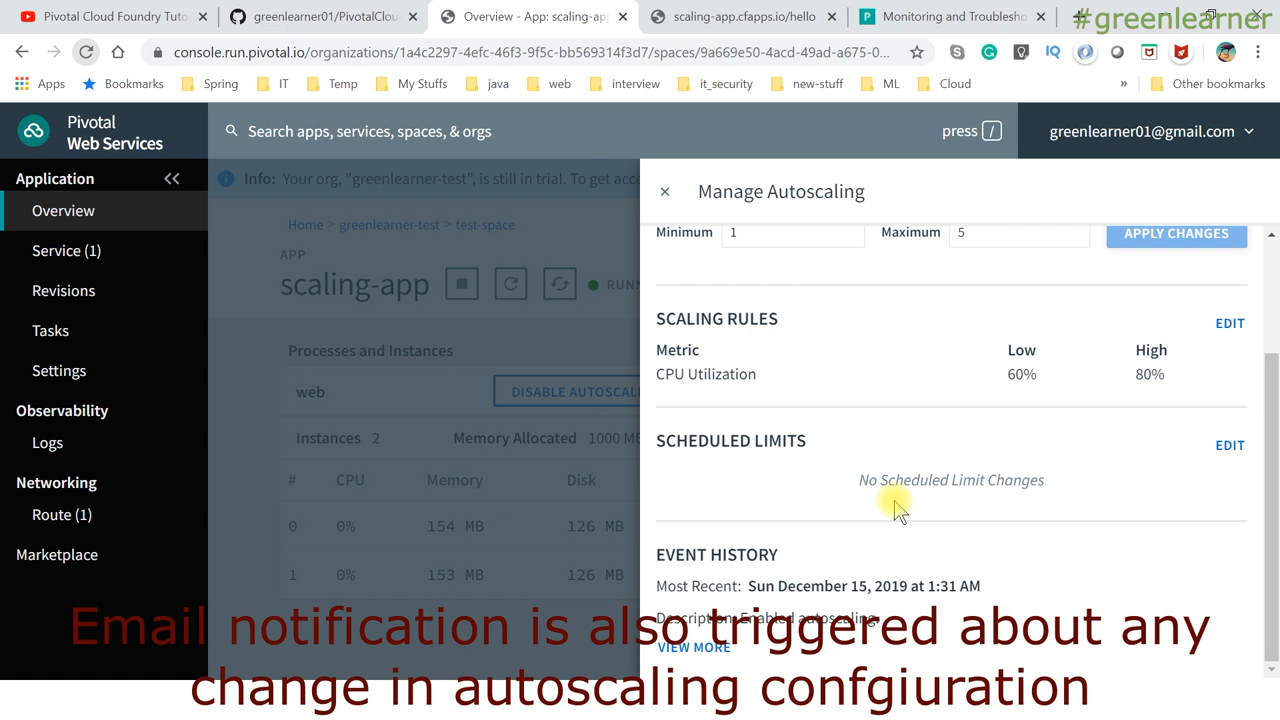 Pivotal Cloud Foundry Tuto
greenlearner01/PivotalClou
Overview - App: scaling-ap
scaling-app.cfapps.io/hello
Monitoring and Troublesho
#greenlearner
console.run.pivotal.io/organizations/1a4c2297-4efc-46f3-9f5c-bb569314f3d7/spaces/9a669e50-4acd-49ad-a675-0...
Apps
Bookmarks
Spring
IT
Temp
My Stuffs
java
web
interview
it_security
new-stuff
ML
Cloud
»
Other bookmarks
Pivotal
Web Services
Search apps, services, spaces, & orgs
press /
greenlearner01@gmail.com
Application
Overview
Service (1)
Revisions
Tasks
Settings
Observability
Logs
Networking
Route (1)
Marketplace
Info: Your org, "greenlearner-test", is still in trial. To get acce
Home > greenlearner-test > test-space
APP
scaling-app
RUNN
Processes and Instances
web
DISABLE AUTOSCAL
Instances 2
Memory Allocated 1000 ME
# CPU Memory Disk
0 0% 154 MB 126 MB
1 0% 153 MB 126 MB
× Manage Autoscaling
Minimum 1 Maximum 5 APPLY CHANGES
SCALING RULES EDIT
Metric Low High
CPU Utilization 60% 80%
SCHEDULED LIMITS EDIT
No Scheduled Limit Changes
EVENT HISTORY
Most Recent: Sun December 15, 2019 at 1:31 AM
Description: Enabled autoscaling.
VIEW MORE
Email notification is also triggered about any
change in autoscaling confgiuration